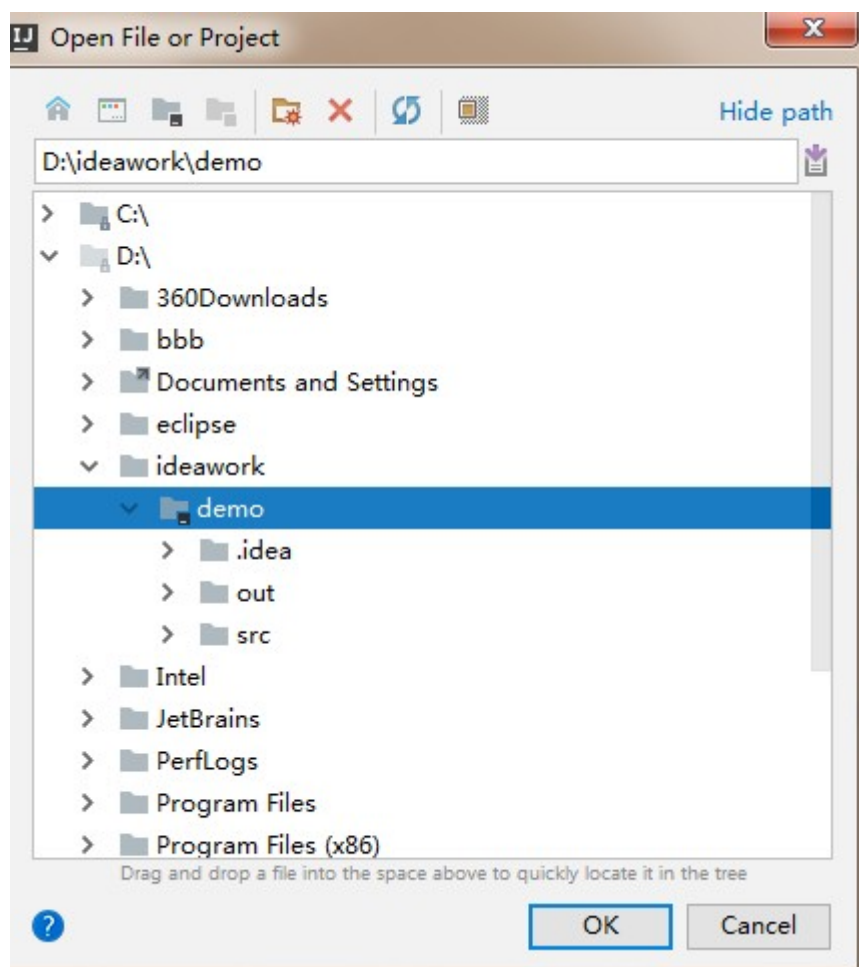 IJ Open File or Project
Hide path
D:\ideawork\demo
C:\
D:\
360Downloads
bbb
Documents and Settings
eclipse
ideawork
demo
.idea
out
src
Intel
JetBrains
PerfLogs
Program Files
Program Files (x86)
Drag and drop a file into the space above to quickly locate it in the tree
? OK Cancel